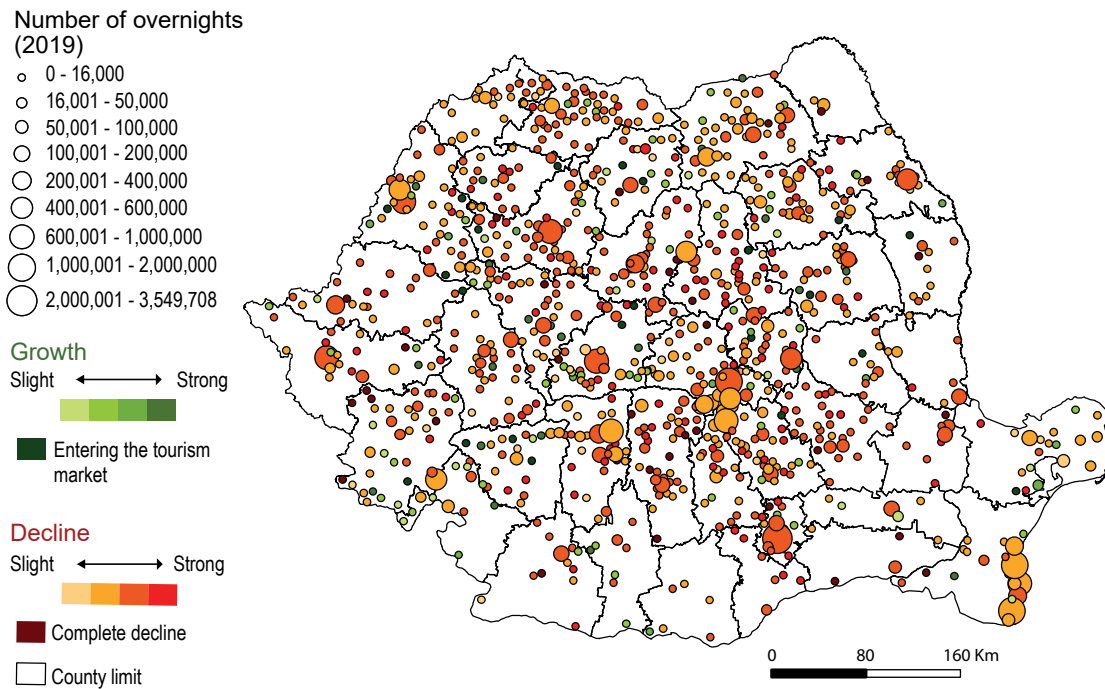 Number of overnights
(2019)
0 - 16,000
16,001 - 50,000
50,001 - 100,000
100,001 - 200,000
200,001 - 400,000
400,001 - 600,000
600,001 - 1,000,000
1,000,001 - 2,000,000
2,000,001 - 3,549,708
Growth
Slight Strong
Entering the tourism
market
Decline
Slight Strong
Complete decline
County limit
0 80 160 Km